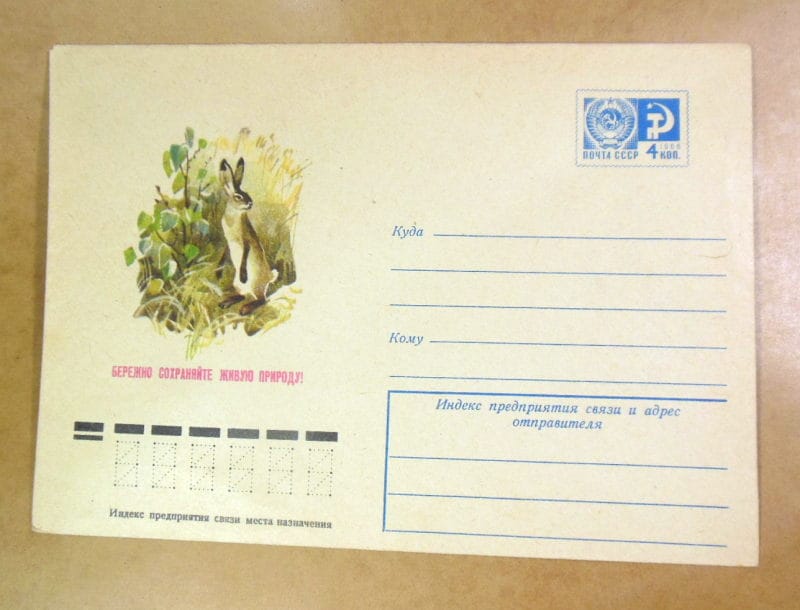 ПОЧТА СССР 4 КОП.
1966
Куда
Кому
БЕРЕЖНО СОХРАНЯЙТЕ ЖИВУЮ ПРИРОДУ!
Индекс предприятия связи и адрес
отправителя
Индекс предприятия связи места назначения